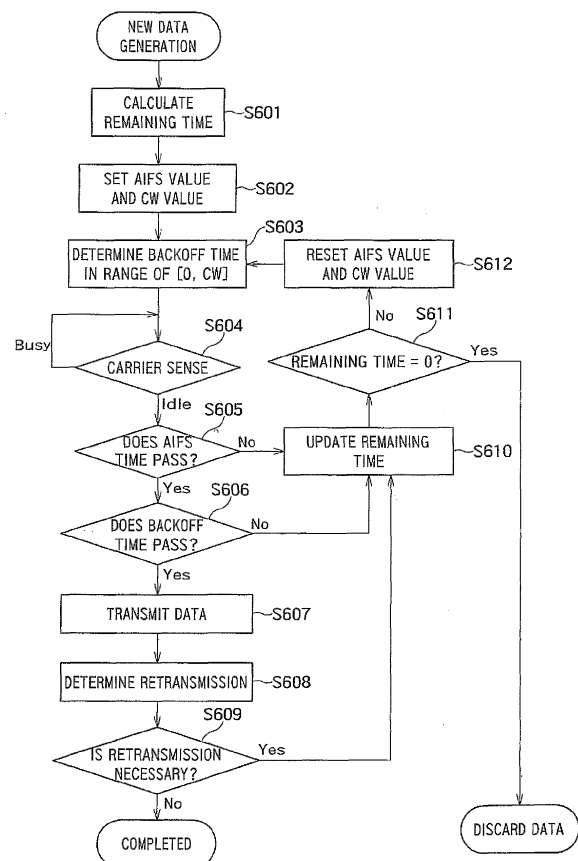 NEW DATA
GENERATION
CALCULATE
REMAINING TIME
S601
SET AIFS VALUE
AND CW VALUE
S602
S603
DETERMINE BACKOFF TIME
IN RANGE OF [0, CW]
RESET AIFS VALUE
AND CW VALUE
S612
Busy
S604
CARRIER SENSE
No
S611
REMAINING TIME = 0?
Yes
Idle
S605
DOES AIFS
TIME PASS?
No
UPDATE REMAINING
TIME
S610
Yes
S606
DOES BACKOFF
TIME PASS?
No
Yes
TRANSMIT DATA
S607
DETERMINE RETRANSMISSION
S608
S609
IS RETRANSMISSION
NECESSARY?
Yes
No
COMPLETED
DISCARD DATA